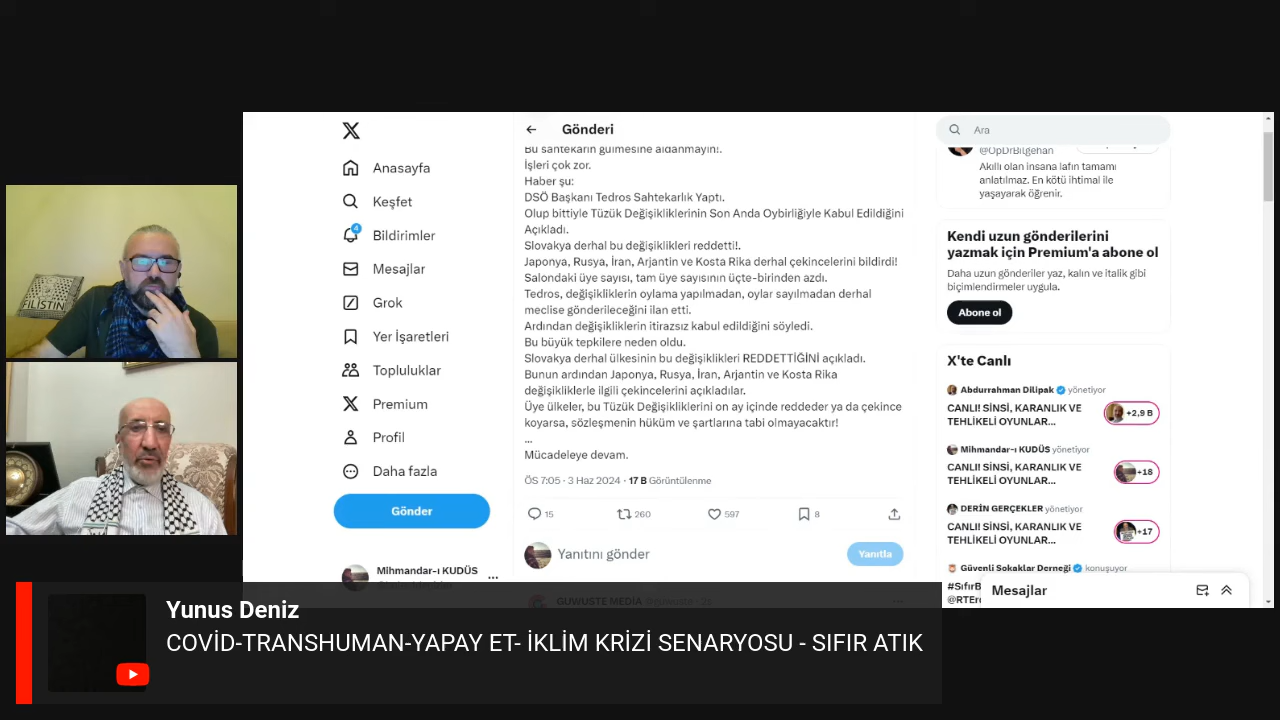 Gönderi
Ara
Anasayfa
Keşfet
4
Bildirimler
Mesajlar
Grok
Yer İşaretleri
Topluluklar
Premium
Profil
Daha fazla
Gönder
Mihmandar-ı KUDÜS
Bu sahtekarın gülmesine aldanmayın!.
İşleri çok zor.
Haber şu:
DSÖ Başkanı Tedros Sahtekarlık Yaptı.
Olup bittiyle Tüzük Değişikliklerinin Son Anda Oybirliğiyle Kabul Edildiğini
Açıkladı.
Slovakya derhal bu değişiklikleri reddetti!.
Japonya, Rusya, İran, Arjantin ve Kosta Rika derhal çekincelerini bildirdi!
Salondaki üye sayısı, tam üye sayısının üçte-birinden azdı.
Tedros, değişikliklerin oylama yapılmadan, oylar sayılmadan derhal
meclise gönderileceğini ilan etti.
Ardından değişikliklerin itirazsız kabul edildiğini söyledi.
Bu büyük tepkilere neden oldu.
Slovakya derhal ülkesinin bu değişiklikleri REDDETTİĞİNİ açıkladı.
Bunun ardından Japonya, Rusya, İran, Arjantin ve Kosta Rika
değişikliklerle ilgili çekincelerini açıkladılar.
Üye ülkeler, bu Tüzük Değişikliklerini on ay içinde reddeder ya da çekince
koyarsa, sözleşmenin hüküm ve şartlarına tabi olmayacaktır!
...
Mücadeleye devam.
ÖS 7:05 · 3 Haz 2024 · 17 B Görüntülenme
15 260 597 8
Yanıtını gönder
Yanıtla
GUWUSTE MEDIA
@OpDrBilgehan
Akıllı olan insana lafın tamamı
anlatılmaz. En kötü ihtimal ile
yaşayarak öğrenir.
Kendi uzun gönderilerini
yazmak için Premium'a abone ol
Daha uzun gönderiler yaz, kalın ve italik gibi
biçimlendirmeler uygula.
Abone ol
X'te Canlı
Abdurrahman Dilipak yönetiyor
CANLI! SİNSİ, KARANLIK VE
TEHLİKELİ OYUNLAR...
+2,9 B
Mihmandar-ı KUDÜS yönetiyor
CANLI! SİNSİ, KARANLIK VE
TEHLİKELİ OYUNLAR...
+18
DERİN GERÇEKLER yönetiyor
CANLI! SİNSİ, KARANLIK VE
TEHLİKELİ OYUNLAR...
+17
Güvenli Sokaklar Derneği konuşuyor
Mesajlar
FİLİSTİN
Yunus Deniz
COVİD-TRANSHUMAN-YAPAY ET- İKLİM KRİZİ SENARYOSU - SIFIR ATIK